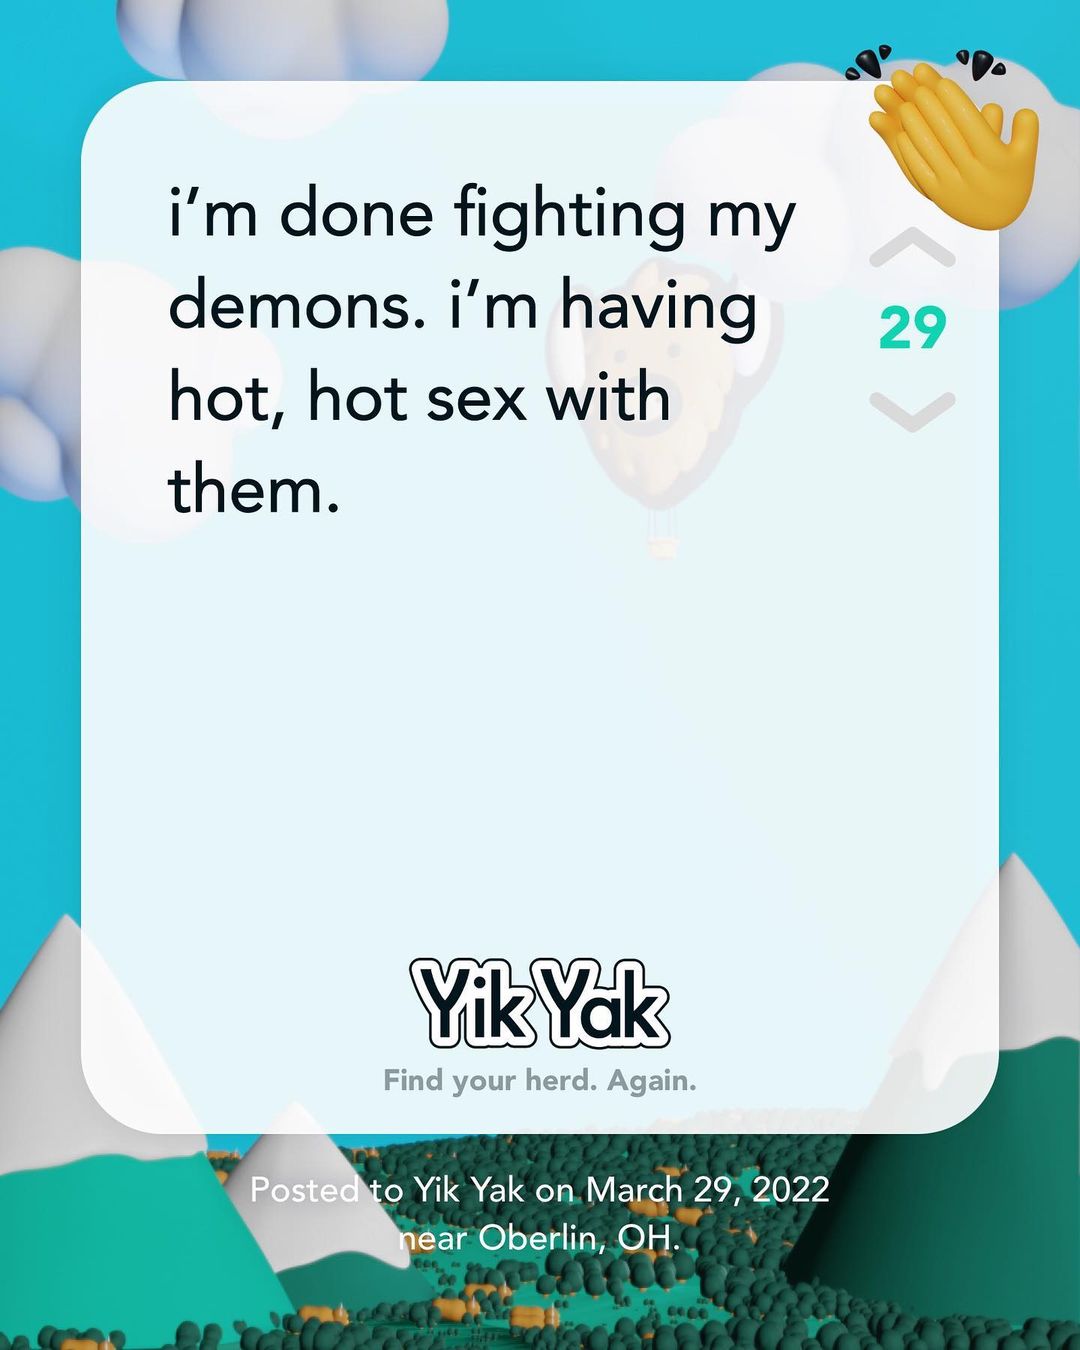 i’m done fighting my
demons. i’m having
hot, hot sex with
them.
29
Yik Yak
Find your herd. Again.
Posted to Yik Yak on March 29, 2022
near Oberlin, OH.